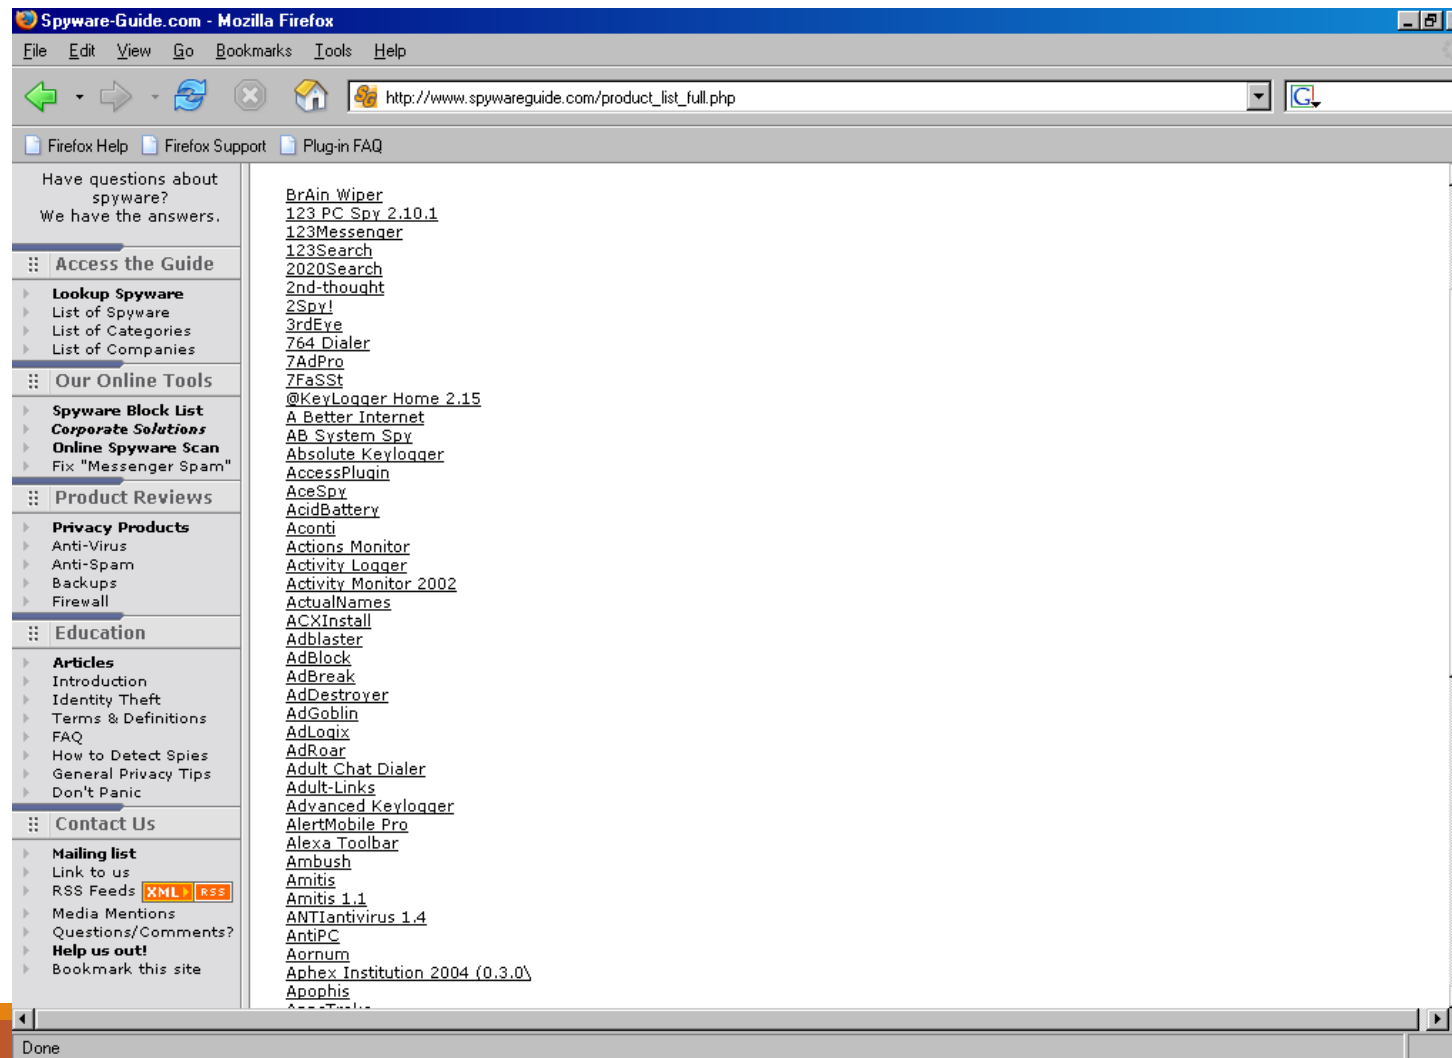 Spyware-Guide.com - Mozilla Firefox
File Edit View Go Bookmarks Tools Help
http://www.spywareguide.com/product_list_full.php
Firefox Help Firefox Support Plug-in FAQ
Have questions about
spyware?
We have the answers.
Access the Guide
Lookup Spyware
List of Spyware
List of Categories
List of Companies
Our Online Tools
Spyware Block List
Corporate Solutions
Online Spyware Scan
Fix "Messenger Spam"
Product Reviews
Privacy Products
Anti-Virus
Anti-Spam
Backups
Firewall
Education
Articles
Introduction
Identity Theft
Terms & Definitions
FAQ
How to Detect Spies
General Privacy Tips
Don't Panic
Contact Us
Mailing list
Link to us
RSS Feeds XML RSS
Media Mentions
Questions/Comments?
Help us out!
Bookmark this site
BrAin Wiper
123 PC Spy 2.10.1
123Messenger
123Search
2020Search
2nd-thought
2Spy!
3rdEye
764 Dialer
7AdPro
7FaSSt
@KeyLogger Home 2.15
A Better Internet
AB System Spy
Absolute Keylogger
AccessPlugin
AceSpy
AcidBattery
Aconti
Actions Monitor
Activity Logger
Activity Monitor 2002
ActualNames
ACXInstall
Adblaster
AdBlock
AdBreak
AdDestroyer
AdGoblin
AdLogix
AdRoar
Adult Chat Dialer
Adult-Links
Advanced Keylogger
AlertMobile Pro
Alexa Toolbar
Ambush
Amitis
Amitis 1.1
ANTIantivirus 1.4
AntiPC
Aornum
Aphex Institution 2004 (0.3.0\
Apophis
Done